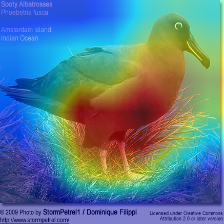 Sooty Albatrosses
Phoebetria fusca
Amsterdam island
Indian Ocean
© 2009 Photo by StormPetrel1 / Dominique Filippi
http://www.stormpetrel.com/
Licensed under Creative Commons
Attribution 2.0 or later version